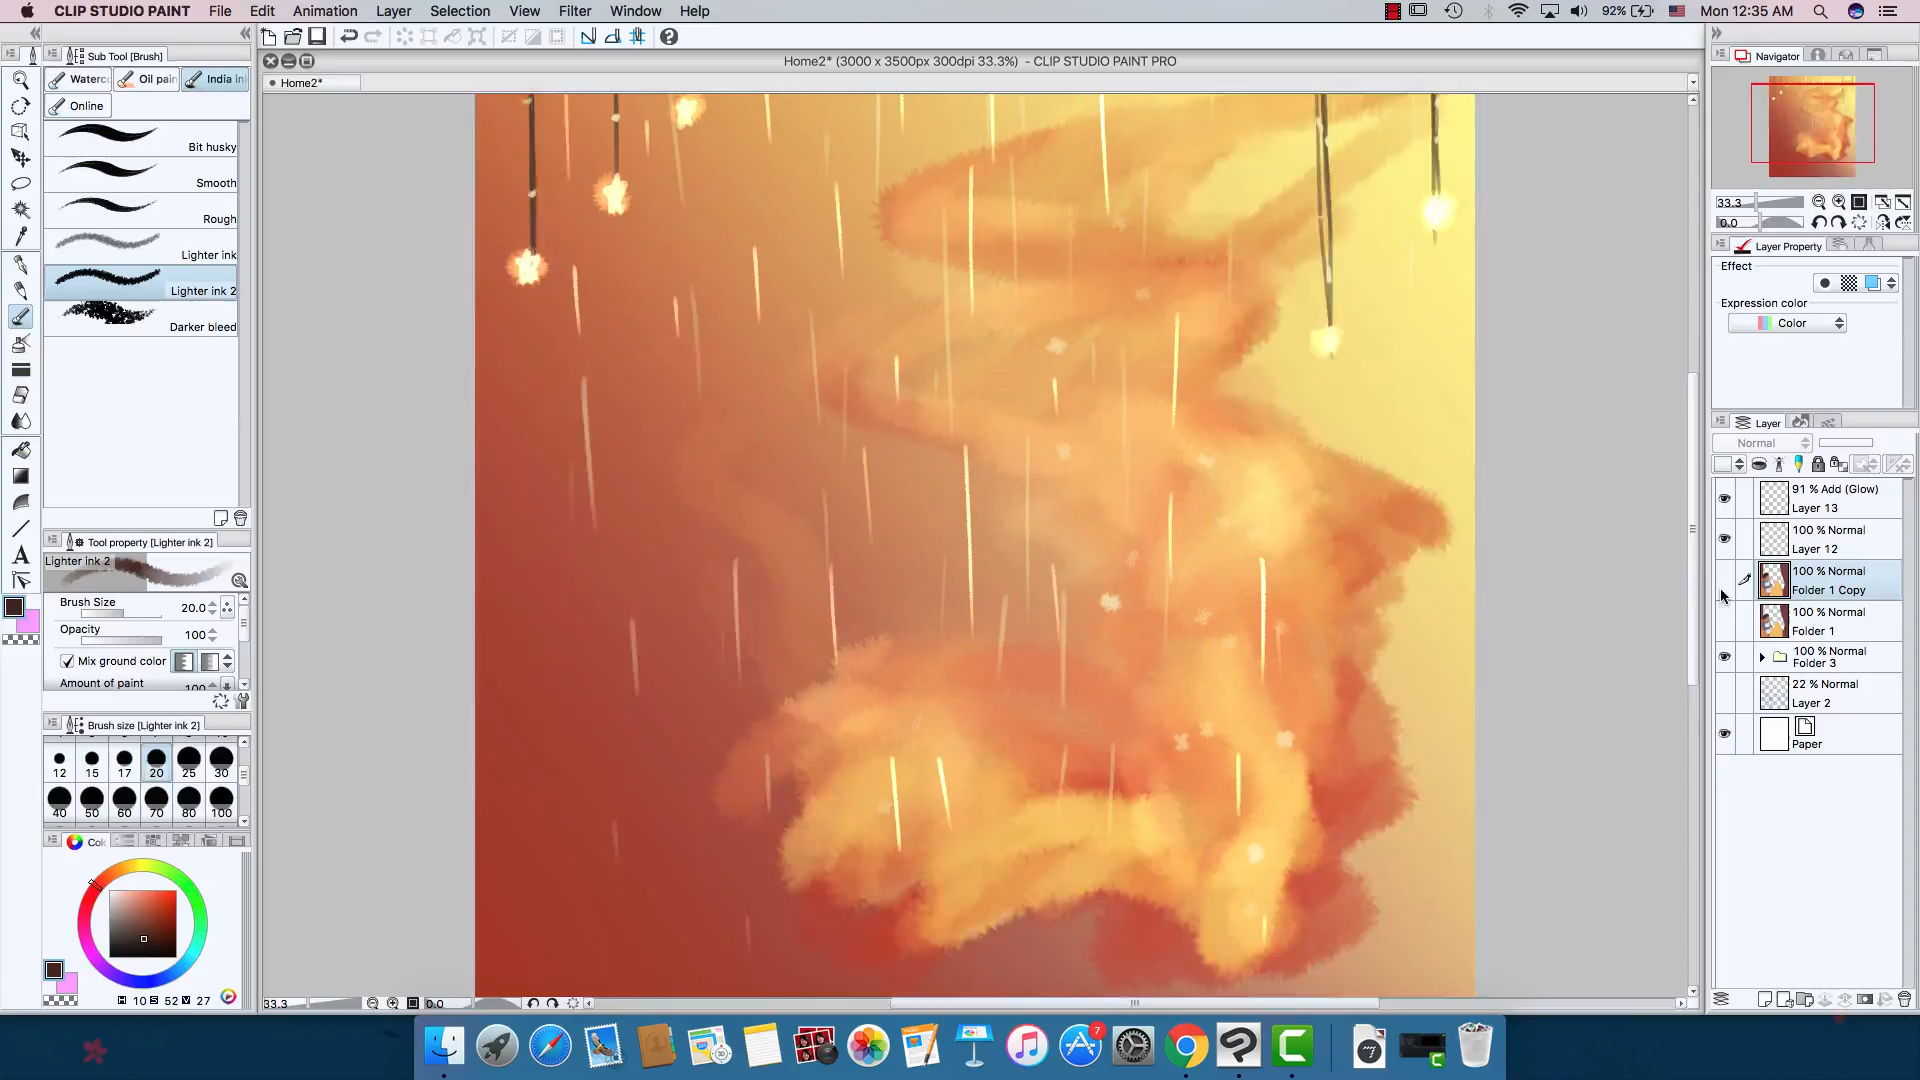 CLIP STUDIO PAINT File Edit Animation Layer Selection View Filter Window Help 92% Mon 12:35 AM
Home2* (3000 x 3500px 300dpi 33.3%) - CLIP STUDIO PAINT PRO
Home2*
Sub Tool [Brush]
Waterc Oil pain India in
Online
Bit husky
Smooth
Rough
Lighter ink
Lighter ink 2
Darker bleed
Tool property [Lighter ink 2]
Lighter ink 2
Brush Size 20.0
Opacity 100
Mix ground color
Amount of paint 100
Brush size [Lighter ink 2]
12 15 17 20 25 30
40 50 60 70 80 100
Col
H 10 S 52 V 27
33.3 0.0
Navigator
33.3
0.0
Layer Property
Effect
Expression color
Color
Layer
Normal
91 % Add (Glow)
Layer 13
100 % Normal
Layer 12
100 % Normal
Folder 1 Copy
100 % Normal
Folder 1
100 % Normal
Folder 3
22 % Normal
Layer 2
Paper
7